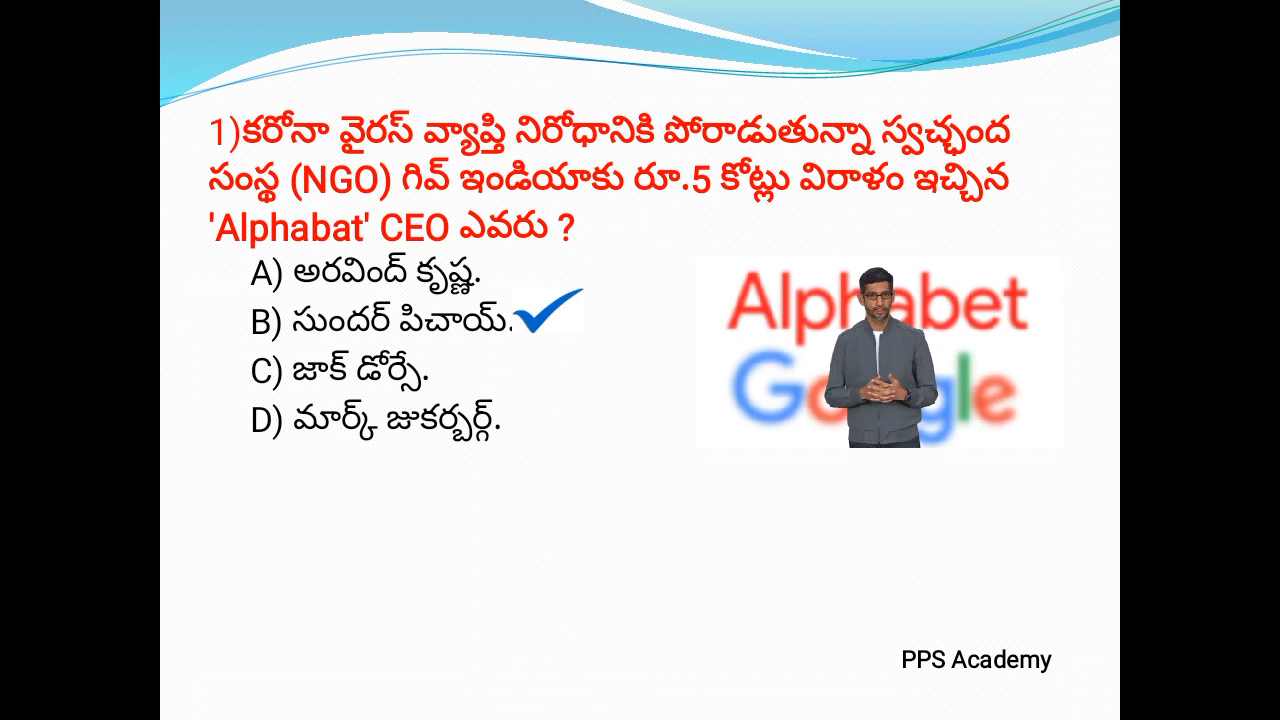 1)కరోనా వైరస్ వ్యాప్తి నిరోధానికి పోరాడుతున్నా స్వచ్ఛంద
సంస్థ (NGO) గివ్ ఇండియాకు రూ.5 కోట్లు విరాళం ఇచ్చిన
'Alphabat' CEO ఎవరు ?
A) అరవింద్ కృష్ణ.
B) సుందర్ పిచాయ్.
C) జాక్ డోర్సే.
D) మార్క్ జుకర్బర్గ్.
Alphabet
Google
PPS Academy